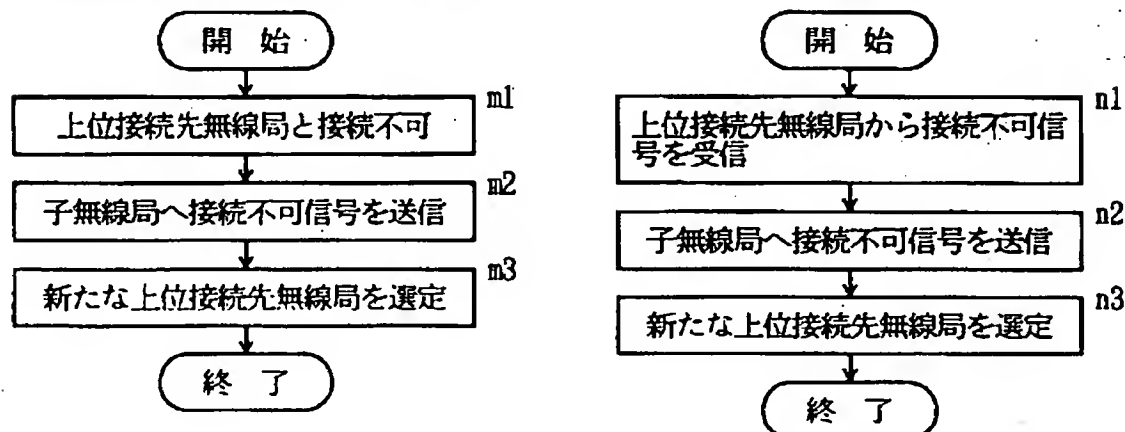 開 始
m1
上位接続先無線局と接続不可
m2
子無線局へ接続不可信号を送信
m3
新たな上位接続先無線局を選定
終 了
開 始
n1
上位接続先無線局から接続不可信
号を受信
n2
子無線局へ接続不可信号を送信
n3
新たな上位接続先無線局を選定
終 了